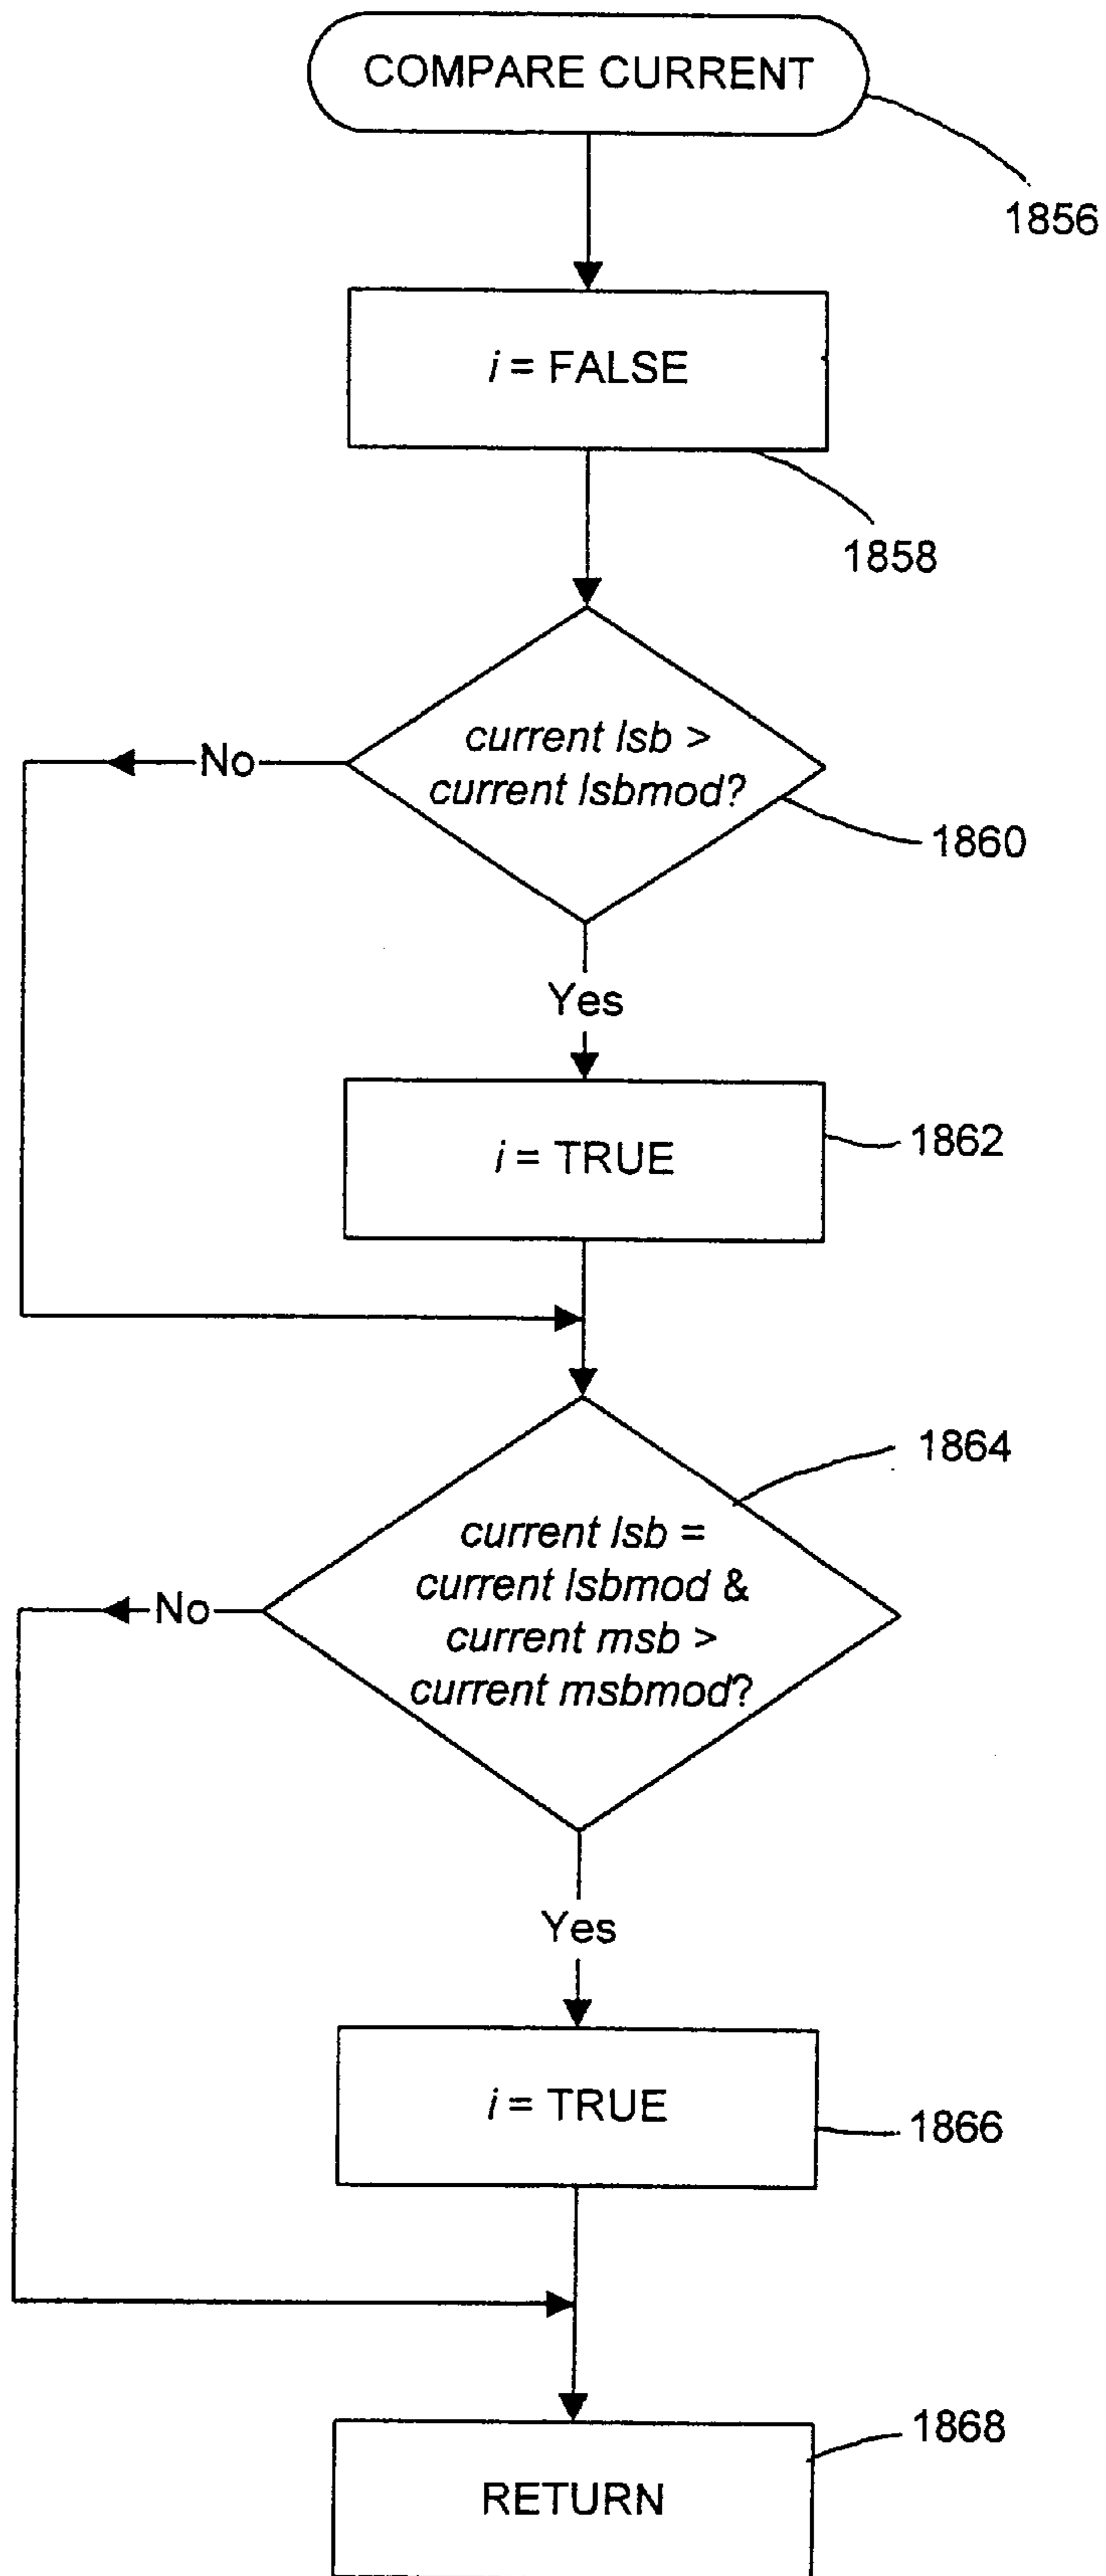 COMPARE CURRENT
1856
i = FALSE
1858
current lsb >
current lsbmod?
No
1860
Yes
i = TRUE
1862
1864
current lsb =
current lsbmod &
current msb >
current msbmod?
No
Yes
i = TRUE
1866
1868
RETURN